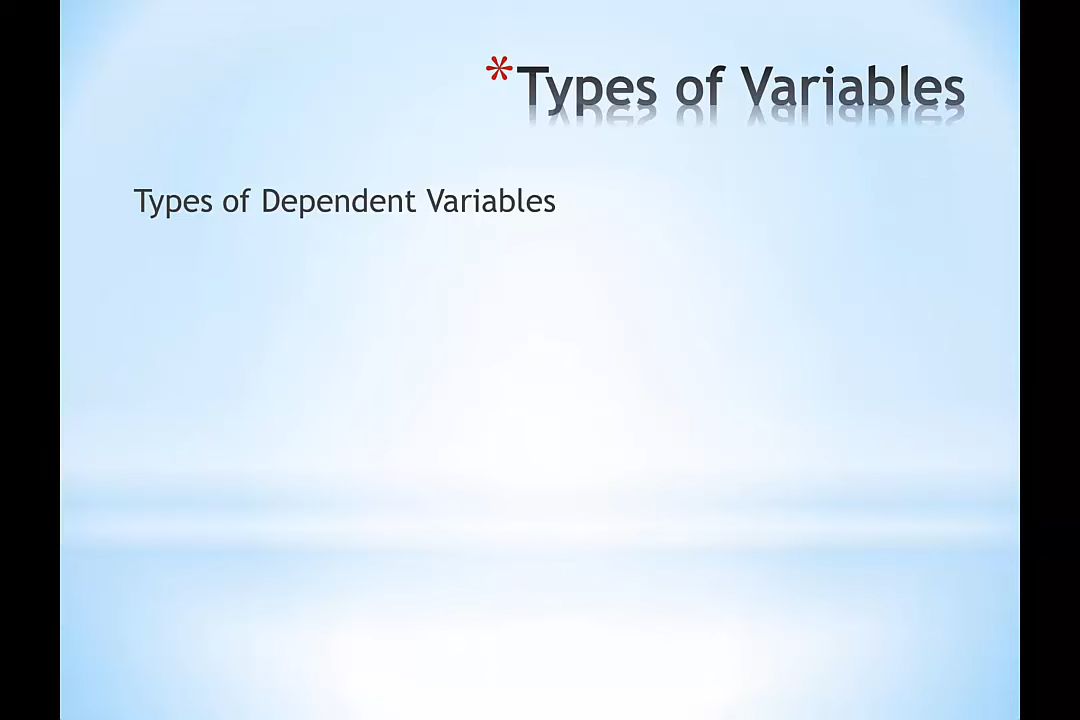 *Types of Variables
Types of Dependent Variables